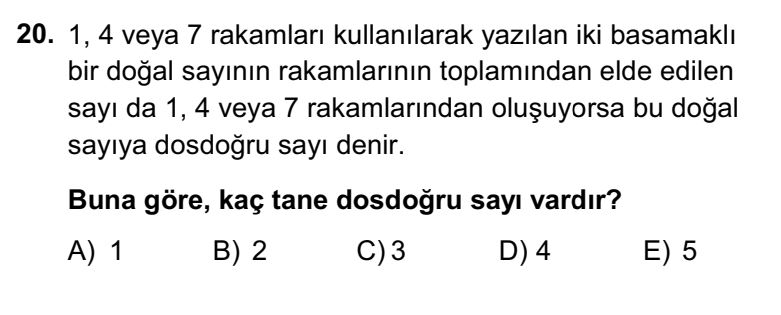 20. 1, 4 veya 7 rakamları kullanılarak yazılan iki basamaklı
bir doğal sayının rakamlarının toplamından elde edilen
sayı da 1, 4 veya 7 rakamlarından oluşuyorsa bu doğal
sayıya dosdoğru sayı denir.
Buna göre, kaç tane dosdoğru sayı vardır?
A) 1 B) 2 C) 3 D) 4 E) 5